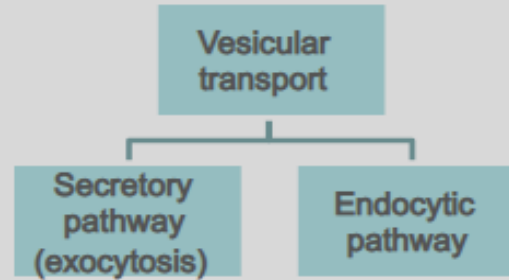 Vesicular
transport
Secretory
pathway
(exocytosis)
Endocytic
pathway